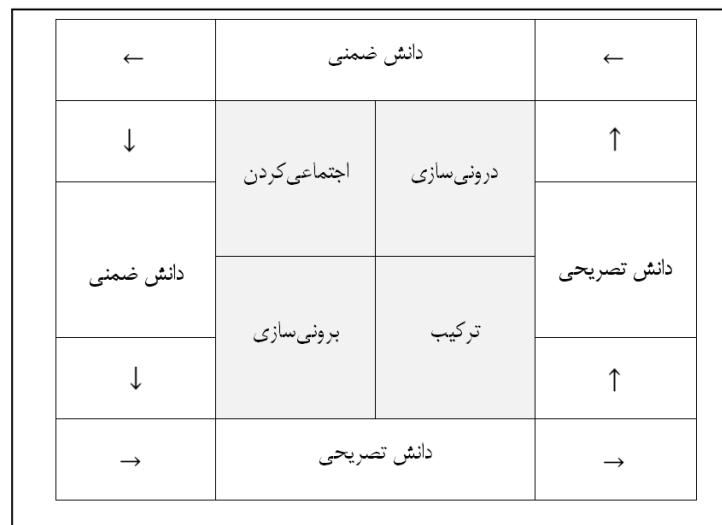 ← دانش ضمنی ←
↑ ↓
درونی‌سازی اجتماعی‌کردن
دانش تصریحی دانش ضمنی
ترکیب برونی‌سازی
↑ ↓
→ دانش تصریحی →